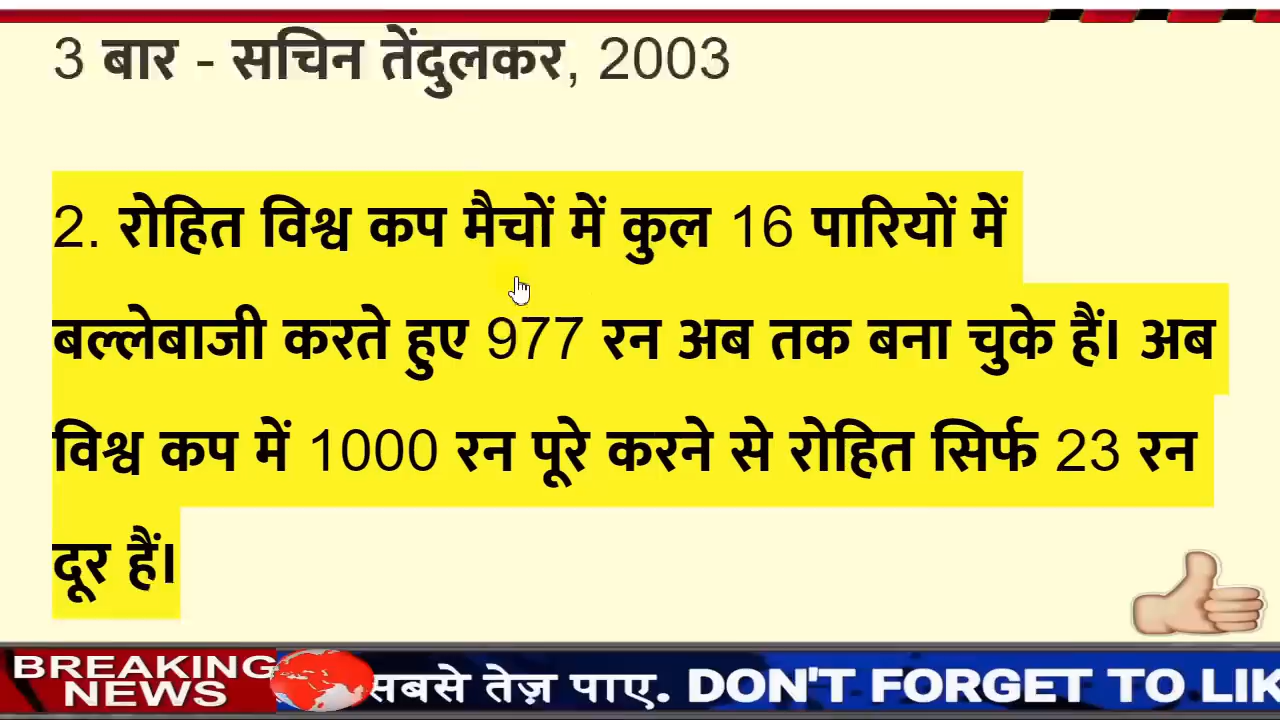 3 बार - सचिन तेंदुलकर, 2003
2. रोहित विश्व कप मैचों में कुल 16 पारियों में
बल्लेबाजी करते हुए 977 रन अब तक बना चुके हैं। अब
विश्व कप में 1000 रन पूरे करने से रोहित सिर्फ 23 रन
दूर हैं।
BREAKING
NEWS
सबसे तेज़ पाए. DON'T FORGET TO LIK